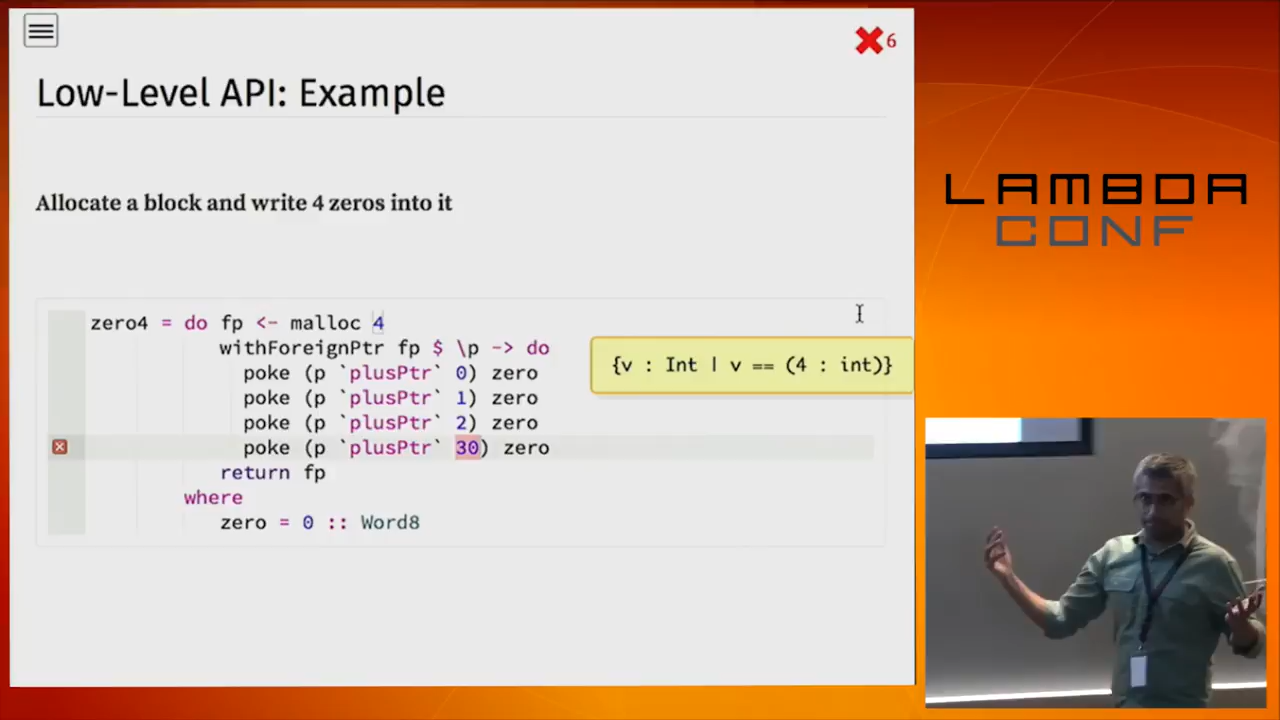 6
Low-Level API: Example
Allocate a block and write 4 zeros into it
zero4 = do fp <- malloc 4
withForeignPtr fp $ \p -> do
poke (p `plusPtr` 0) zero
poke (p `plusPtr` 1) zero
poke (p `plusPtr` 2) zero
poke (p `plusPtr` 30) zero
return fp
where
zero = 0 :: Word8
{v : Int | v == (4 : int)}
LAMBDA
CONF